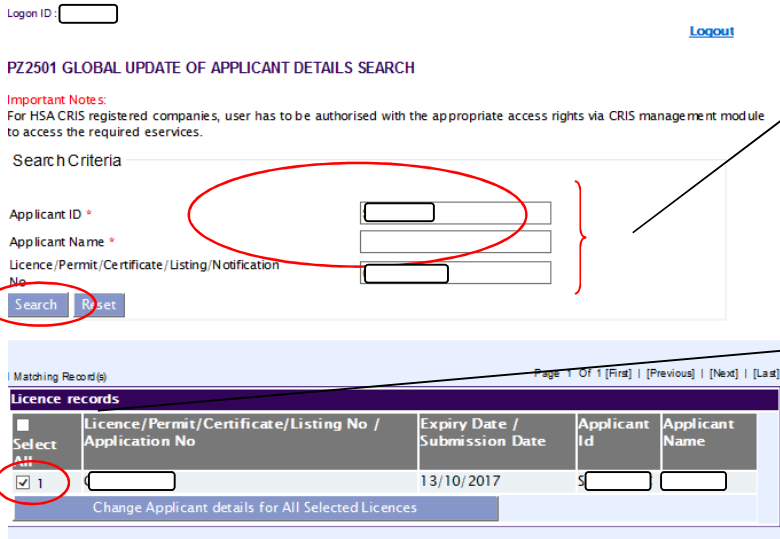 Logon ID :
Logout
PZ2501 GLOBAL UPDATE OF APPLICANT DETAILS SEARCH
Important Notes:
For HSA CRIS registered companies, user has to be authorised with the appropriate access rights via CRIS management module
to access the required eservices.
Search Criteria
Applicant ID *
Applicant Name *
Licence/Permit/Certificate/Listing/Notification
No
Search Reset
1 Matching Record(s) Page 1 Of 1 [First] | [Previous] | [Next] | [Last]
Licence records
Select All
Licence/Permit/Certificate/Listing No / Application No
Expiry Date / Submission Date
Applicant Id
Applicant Name
1 13/10/2017 S
Change Applicant details for All Selected Licences